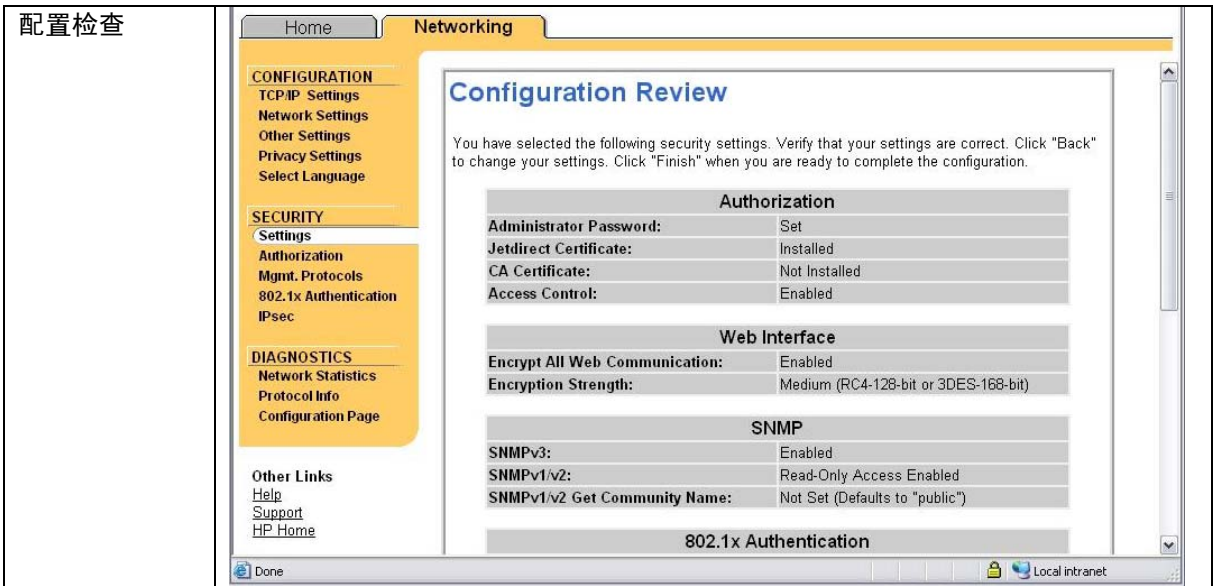 配置检查
Home
Networking
CONFIGURATION
TCP/IP Settings
Network Settings
Other Settings
Privacy Settings
Select Language
SECURITY
Settings
Authorization
Mgmt. Protocols
802.1x Authentication
IPsec
DIAGNOSTICS
Network Statistics
Protocol Info
Configuration Page
Other Links
Help
Support
HP Home
Configuration Review
You have selected the following security settings. Verify that your settings are correct. Click "Back"
to change your settings. Click "Finish" when you are ready to complete the configuration.
Authorization
Administrator Password: Set
Jetdirect Certificate: Installed
CA Certificate: Not Installed
Access Control: Enabled
Web Interface
Encrypt All Web Communication: Enabled
Encryption Strength: Medium (RC4-128-bit or 3DES-168-bit)
SNMP
SNMPv3: Enabled
SNMPv1/v2: Read-Only Access Enabled
SNMPv1/v2 Get Community Name: Not Set (Defaults to "public")
802.1x Authentication
Done
Local intranet